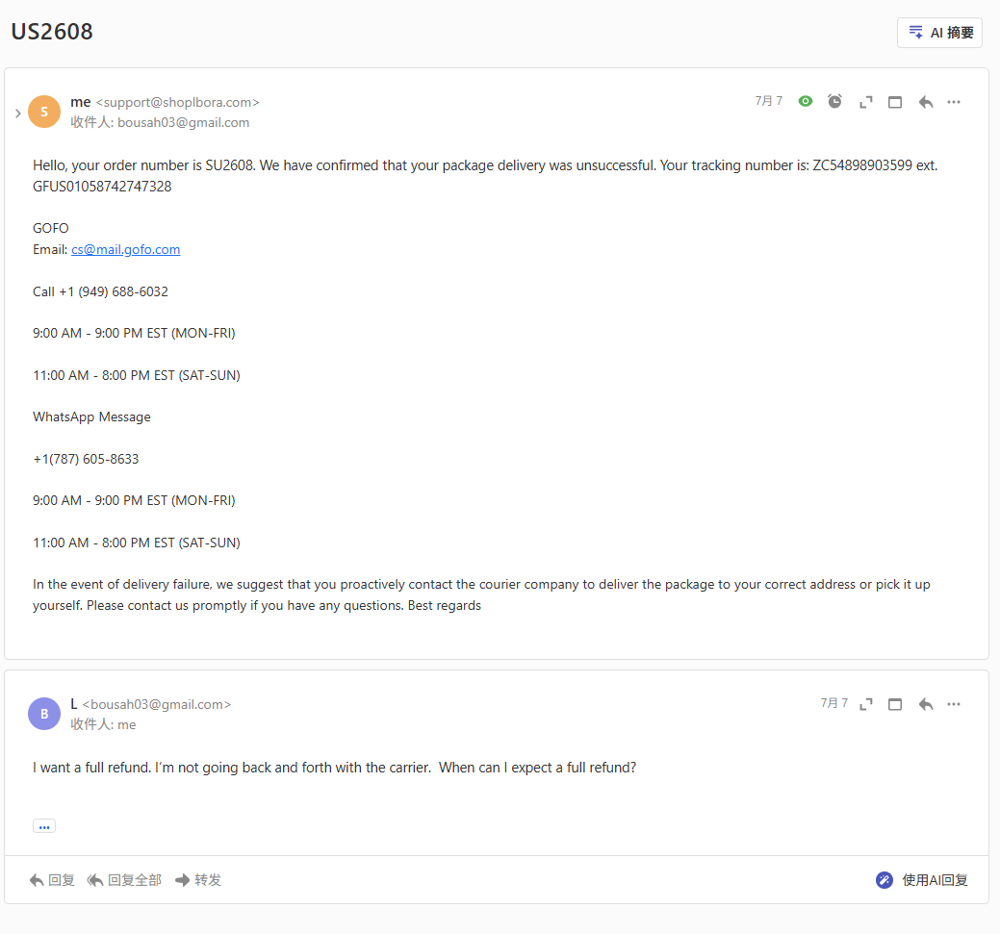 US2608
AI 摘要
S
me <support@shoplbora.com>
7月 7
收件人: bousah03@gmail.com
Hello, your order number is SU2608. We have confirmed that your package delivery was unsuccessful. Your tracking number is: ZC54898903599 ext.
GFUS01058742747328
GOFO
Email: cs@mail.gofo.com
Call +1 (949) 688-6032
9:00 AM - 9:00 PM EST (MON-FRI)
11:00 AM - 8:00 PM EST (SAT-SUN)
WhatsApp Message
+1(787) 605-8633
9:00 AM - 9:00 PM EST (MON-FRI)
11:00 AM - 8:00 PM EST (SAT-SUN)
In the event of delivery failure, we suggest that you proactively contact the courier company to deliver the package to your correct address or pick it up
yourself. Please contact us promptly if you have any questions. Best regards
B
L <bousah03@gmail.com>
7月 7
收件人: me
I want a full refund. I'm not going back and forth with the carrier.  When can I expect a full refund?
回复 回复全部 转发 使用AI回复